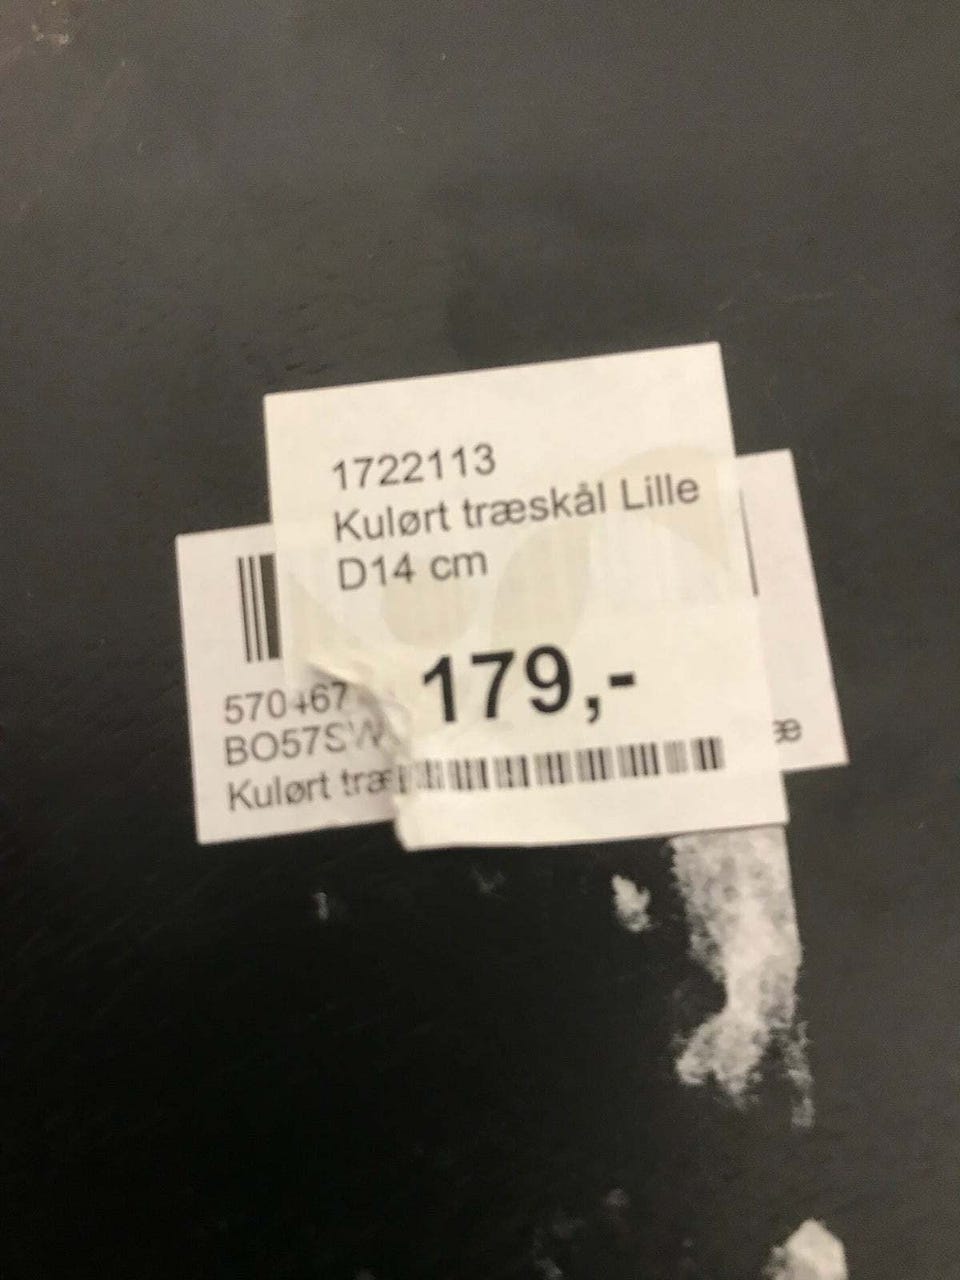 1722113
Kulørt træskål Lille
D14 cm
179,-
BO57SW
Kulørt træ
æ